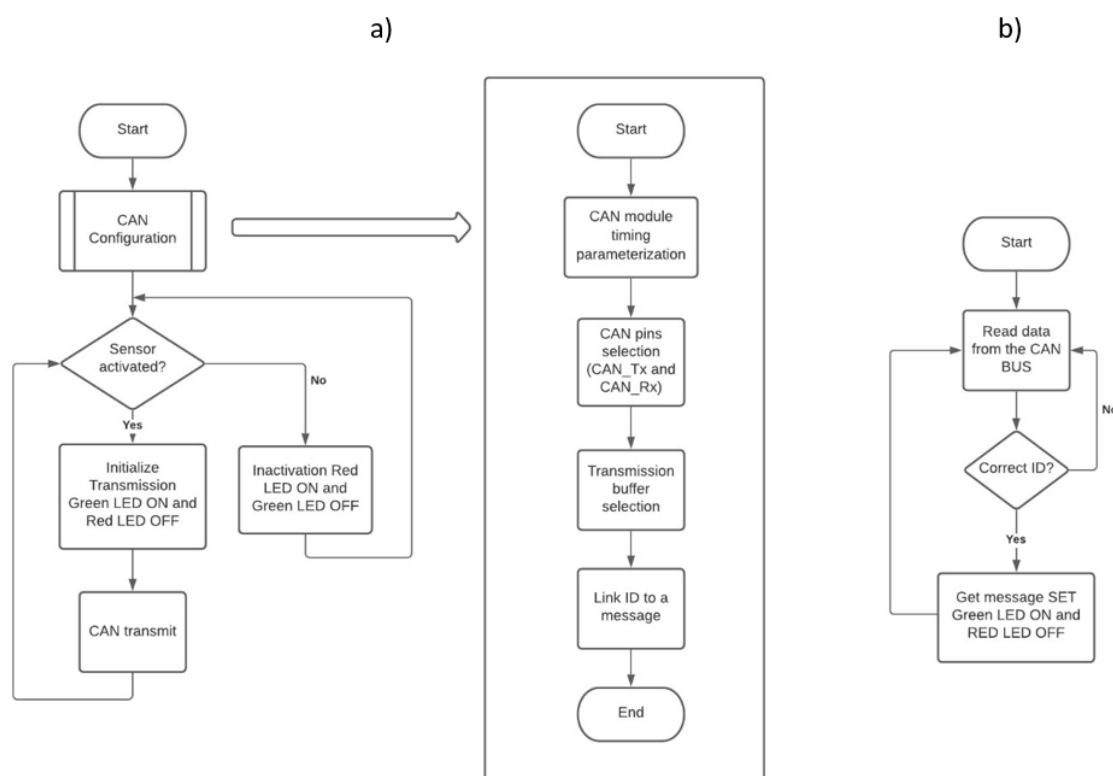 a)
Start
CAN
Configuration
Sensor
activated?
No
Yes
Initialize
Transmission
Green LED ON and
Red LED OFF
Inactivation Red
LED ON and
Green LED OFF
CAN transmit
Start
CAN module
timing
parameterization
CAN pins
selection
(CAN_Tx and
CAN_Rx)
Transmission
buffer
selection
Link ID to a
message
End
b)
Start
Read data
from the CAN
BUS
No
Correct ID?
Yes
Get message SET
Green LED ON and
RED LED OFF